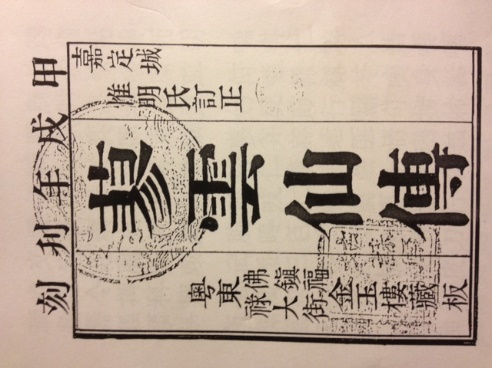 甲戌年刊刻
嘉定城
惟明氏訂正
蓼雲仙傳
粵東佛鎮福祿大街金玉樓藏板